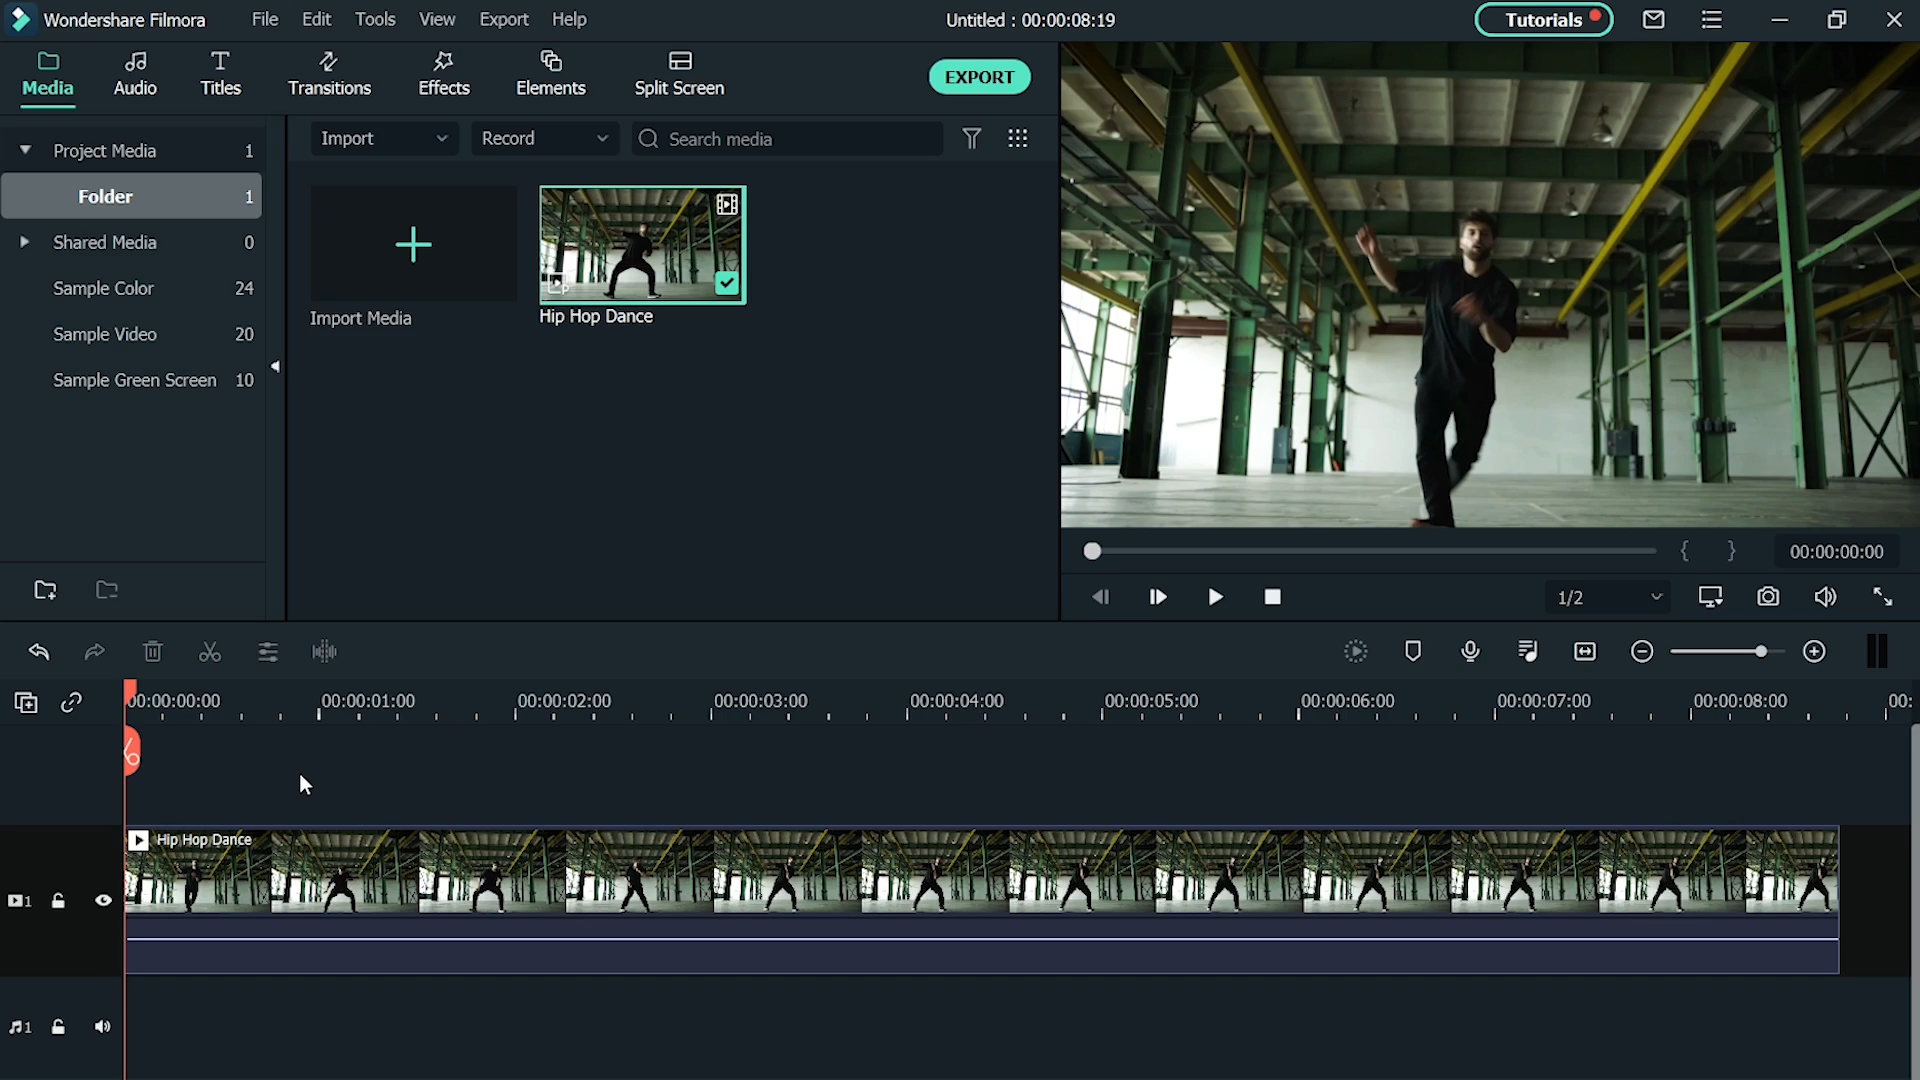 Wondershare Filmora File Edit Tools View Export Help Untitled : 00:00:08:19 Tutorials
Media Audio Titles Transitions Effects Elements Split Screen EXPORT
Project Media 1
Folder 1
Shared Media 0
Sample Color 24
Sample Video 20
Sample Green Screen 10
Import Record Search media
Import Media
Hip Hop Dance
{ } 00:00:00:00
1/2
00:00:00:00 00:00:01:00 00:00:02:00 00:00:03:00 00:00:04:00 00:00:05:00 00:00:06:00 00:00:07:00 00:00:08:00 00:
Hip Hop Dance
1
1